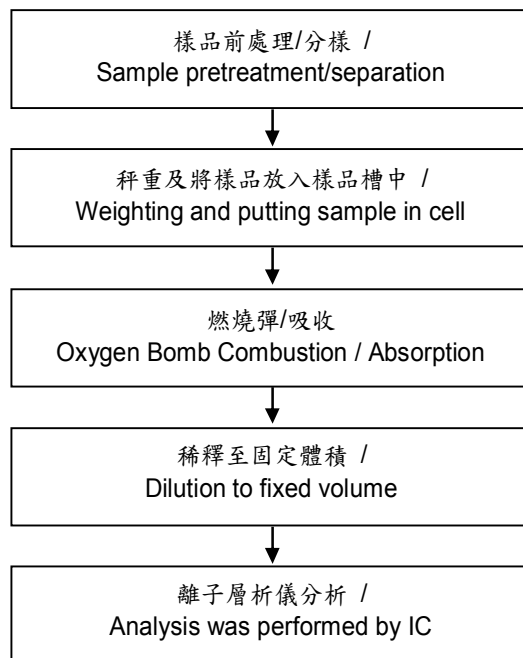 樣品前處理/分樣 /
Sample pretreatment/separation
秤重及將樣品放入樣品槽中 /
Weighting and putting sample in cell
燃燒彈/吸收
Oxygen Bomb Combustion / Absorption
稀釋至固定體積 /
Dilution to fixed volume
離子層析儀分析 /
Analysis was performed by IC